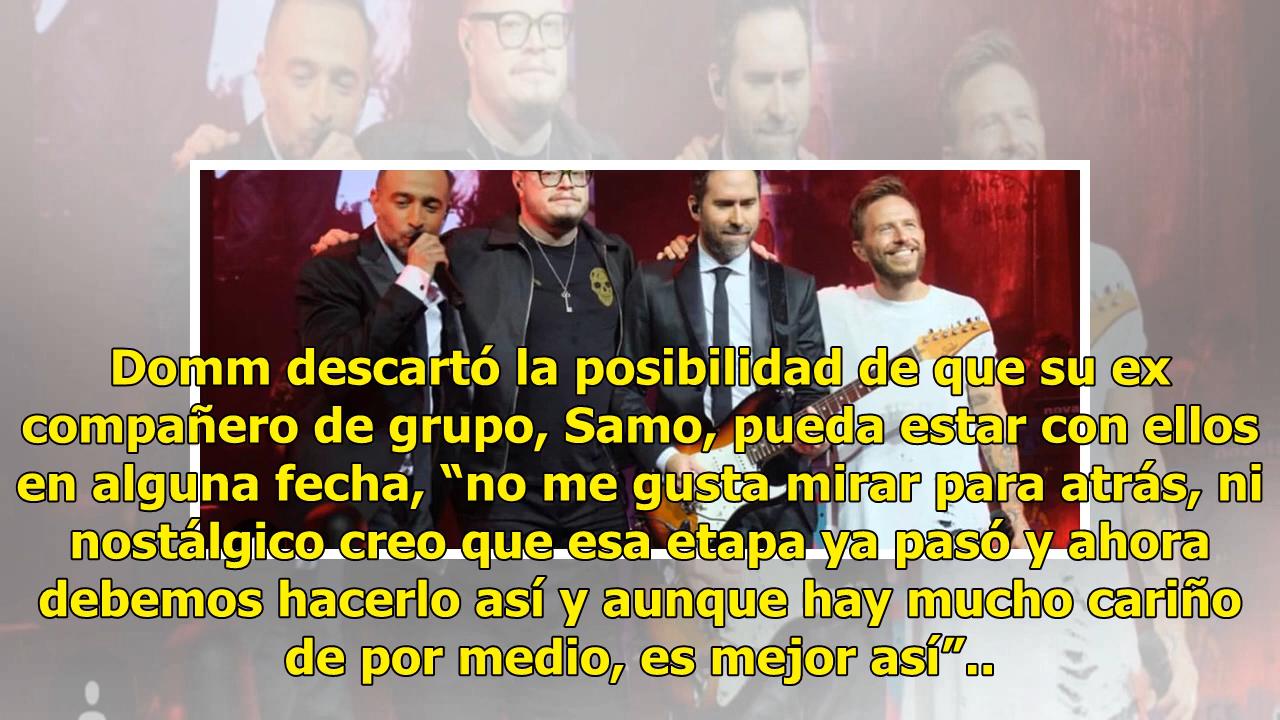 Domm descartó la posibilidad de que su ex
compañero de grupo, Samo, pueda estar con ellos
en alguna fecha, “no me gusta mirar para atrás, ni
nostálgico creo que esa etapa ya pasó y ahora
debemos hacerlo así y aunque hay mucho cariño
de por medio, es mejor así”..